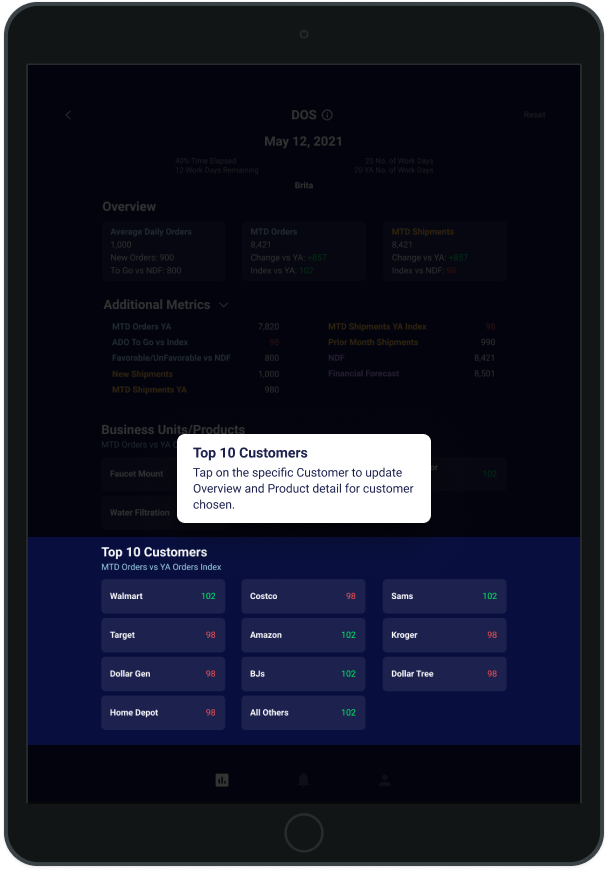 DOS
Reset
May 12, 2021
40% Time Elapsed
20 No. of Work Days
12 Work Days Remaining
20 YA No. of Work Days
Brita
Overview
Average Daily Orders
1,000
New Orders: 900
To Go vs NDF: 800
MTD Orders
8,421
Change vs YA: +857
Index vs YA: 102
MTD Shipments
8,421
Change vs YA: +857
Index vs NDF: 98
Additional Metrics
MTD Orders YA 7,820
MTD Shipments YA Index 98
ADO To Go vs Index 98
Prior Month Shipments 990
Favorable/UnFavorable vs NDF 800
NDF 8,421
New Shipments 1,000
Financial Forecast 8,501
MTD Shipments YA 980
Business Units/Products
MTD Orders vs YA
Faucet Mount
or
102
Water Filtration
Top 10 Customers
Tap on the specific Customer to update
Overview and Product detail for customer
chosen.
Top 10 Customers
MTD Orders vs YA Orders Index
Walmart 102
Costco 98
Sams 102
Target 98
Amazon 102
Kroger 98
Dollar Gen 98
BJs 102
Dollar Tree 98
Home Depot 98
All Others 102